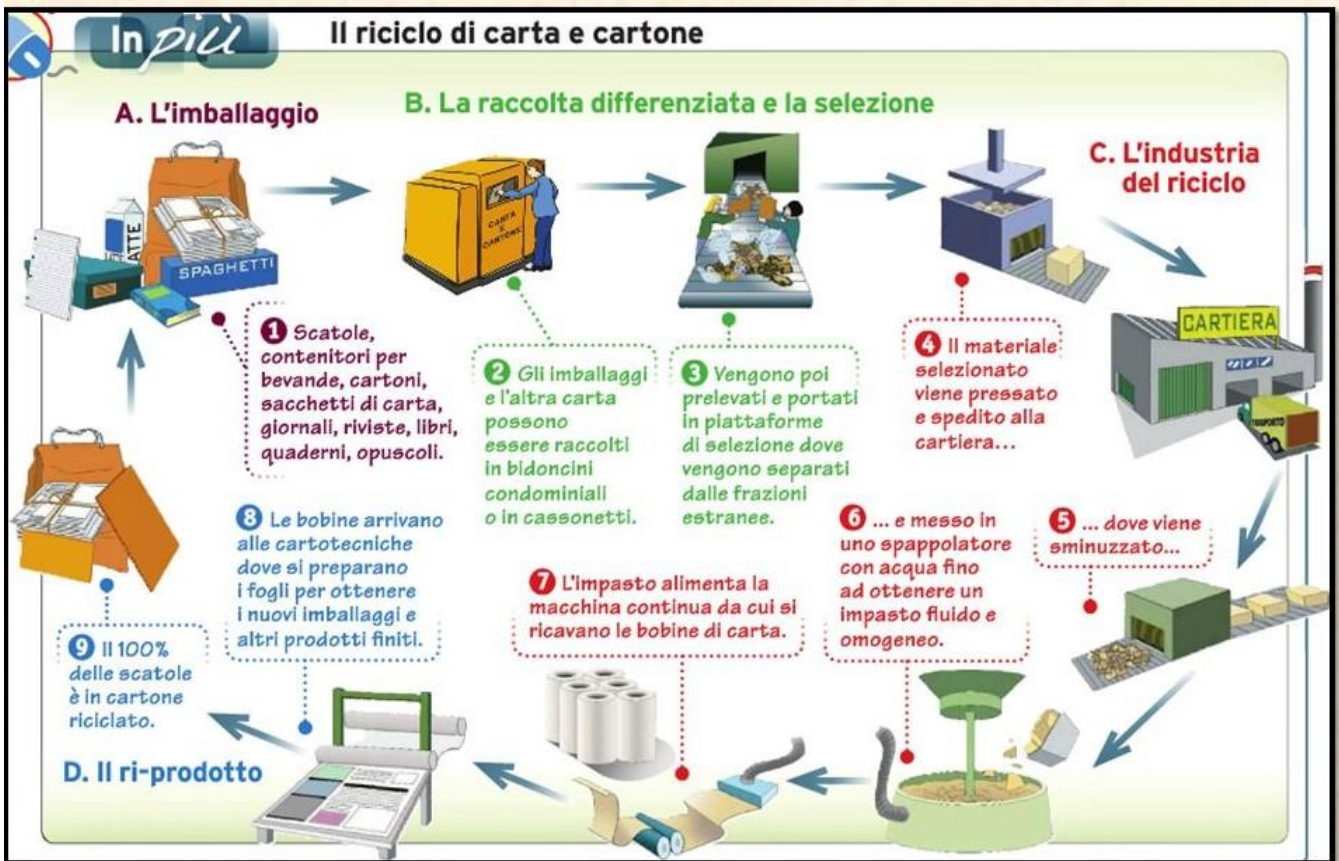 In più
Il riciclo di carta e cartone
A. L'imballaggio
B. La raccolta differenziata e la selezione
C. L'industria
del riciclo
LATTE
SPAGHETTI
CARTA
E
CARTONE
CARTIERA
TRASPORTO
1 Scatole,
contenitori per
bevande, cartoni,
sacchetti di carta,
giornali, riviste, libri,
quaderni, opuscoli.
2 Gli imballaggi
e l'altra carta
possono
essere raccolti
in bidoncini
condominiali
o in cassonetti.
3 Vengono poi
prelevati e portati
in piattaforme
di selezione dove
vengono separati
dalle frazioni
estranee.
4 Il materiale
selezionato
viene pressato
e spedito alla
cartiera...
5 ... dove viene
sminuzzato...
6 ... e messo in
uno spappolatore
con acqua fino
ad ottenere un
impasto fluido e
omogeneo.
7 L'impasto alimenta la
macchina continua da cui si
ricavano le bobine di carta.
8 Le bobine arrivano
alle cartotecniche
dove si preparano
i fogli per ottenere
i nuovi imballaggi e
altri prodotti finiti.
9 Il 100%
delle scatole
è in cartone
riciclato.
D. Il ri-prodotto